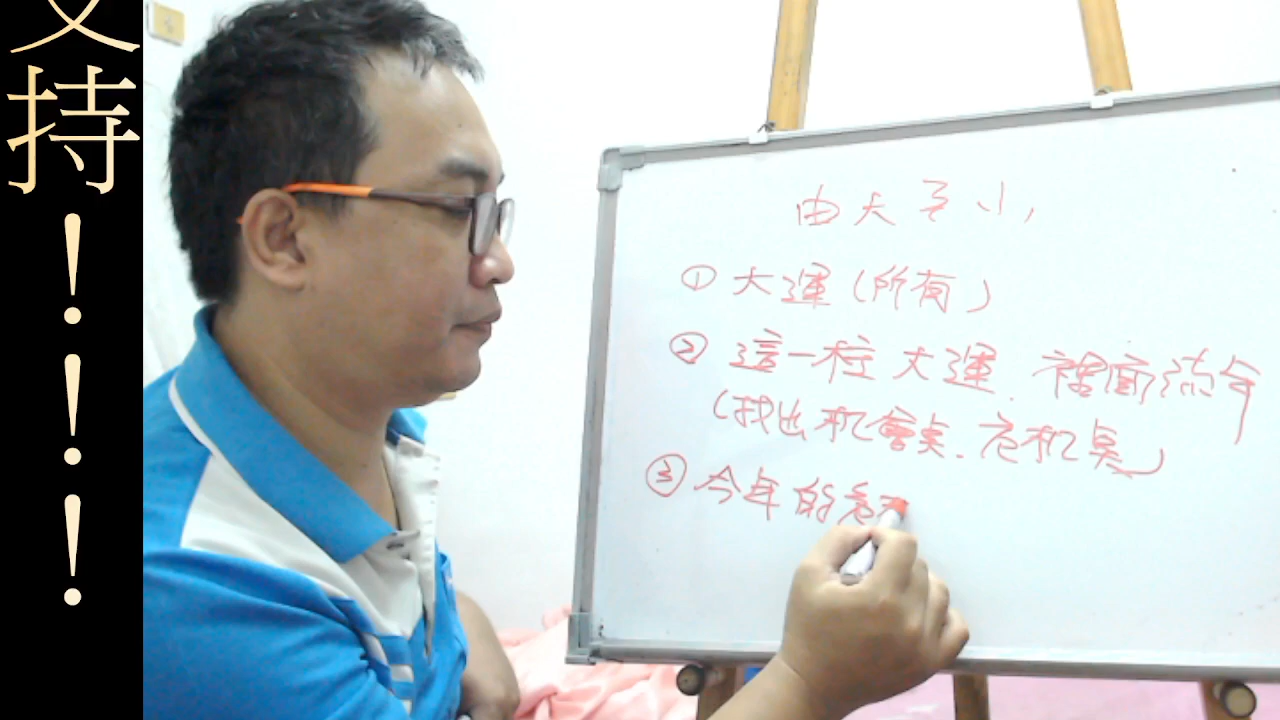 支持！！！
由大至小，
① 大運（所有）
② 這一柱大運．裡面流年
（找出机會點．危机點）
③ 今年的危